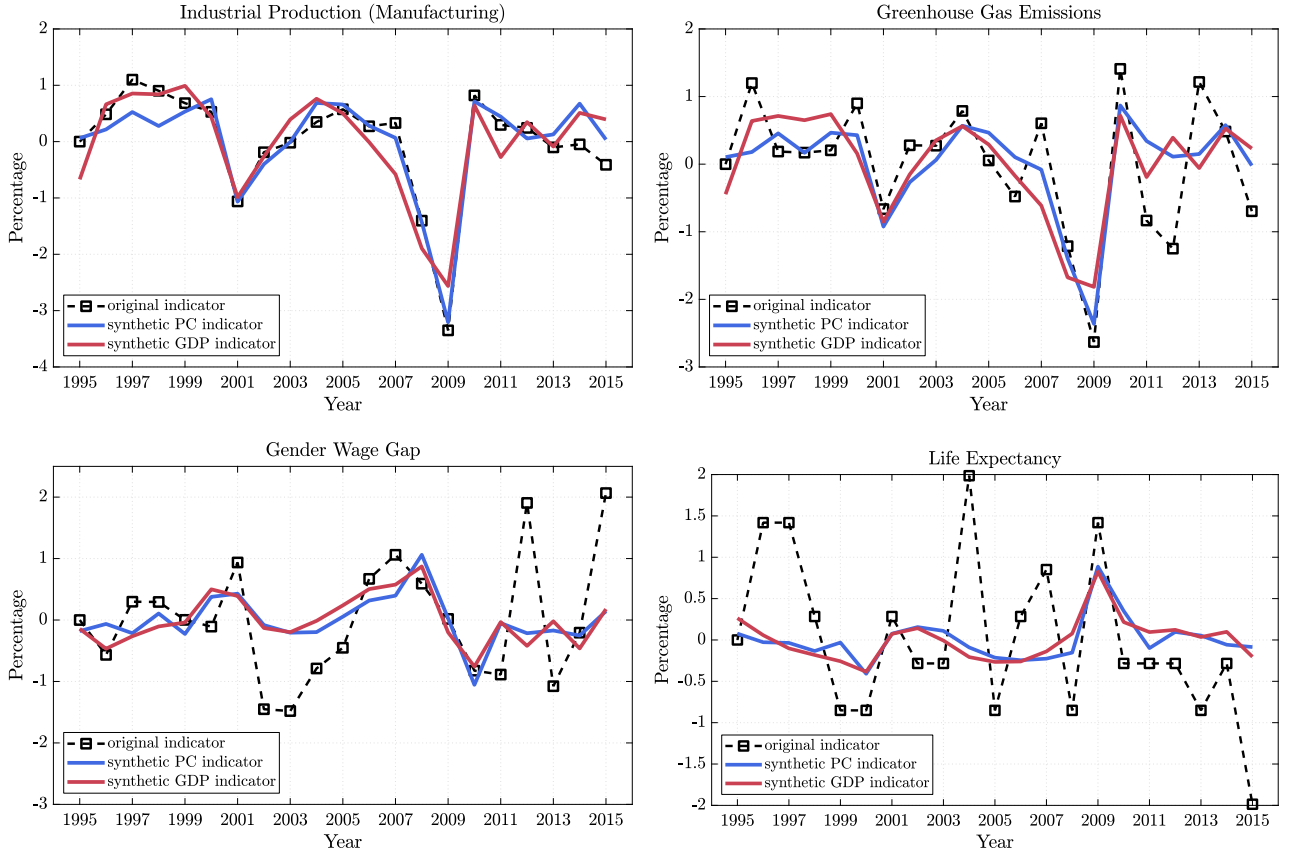 Industrial Production (Manufacturing)
2
1
0
-1
-2
-3
-4
Percentage
original indicator
synthetic PC indicator
synthetic GDP indicator
1995 1997 1999 2001 2003 2005 2007 2009 2011 2013 2015
Year
Greenhouse Gas Emissions
2
1
0
-1
-2
-3
Percentage
original indicator
synthetic PC indicator
synthetic GDP indicator
1995 1997 1999 2001 2003 2005 2007 2009 2011 2013 2015
Year
Gender Wage Gap
2
1
0
-1
-2
-3
Percentage
original indicator
synthetic PC indicator
synthetic GDP indicator
1995 1997 1999 2001 2003 2005 2007 2009 2011 2013 2015
Year
Life Expectancy
2
1.5
1
0.5
0
-0.5
-1
-1.5
-2
Percentage
original indicator
synthetic PC indicator
synthetic GDP indicator
1995 1997 1999 2001 2003 2005 2007 2009 2011 2013 2015
Year